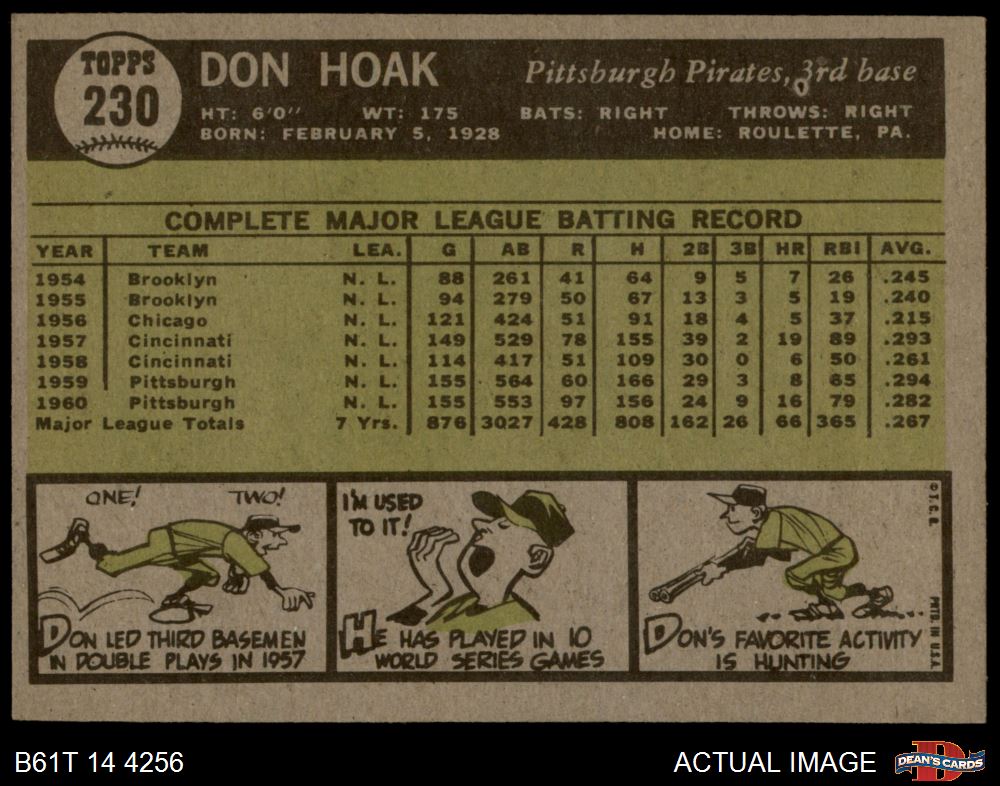 TOPPS
230
DON HOAK
Pittsburgh Pirates, 3rd base
HT: 6'0" WT: 175 BATS: RIGHT THROWS: RIGHT
BORN: FEBRUARY 5, 1928 HOME: ROULETTE, PA.
COMPLETE MAJOR LEAGUE BATTING RECORD
YEAR TEAM LEA. G AB R H 2B 3B HR RBI AVG.
1954 Brooklyn N. L. 88 261 41 64 9 5 7 26 .245
1955 Brooklyn N. L. 94 279 50 67 13 3 5 19 .240
1956 Chicago N. L. 121 424 51 91 18 4 5 37 .215
1957 Cincinnati N. L. 149 529 78 155 39 2 19 89 .293
1958 Cincinnati N. L. 114 417 51 109 30 0 6 50 .261
1959 Pittsburgh N. L. 155 564 60 166 29 3 8 65 .294
1960 Pittsburgh N. L. 155 553 97 156 24 9 16 79 .282
Major League Totals 7 Yrs. 876 3027 428 808 162 26 66 365 .267
ONE! TWO!
DON LED THIRD BASEMEN
IN DOUBLE PLAYS IN 1957
I'M USED
TO IT!
HE HAS PLAYED IN 10
WORLD SERIES GAMES
DON'S FAVORITE ACTIVITY
IS HUNTING
© T.C.G.
PRTD. IN U.S.A.
B61T 14 4256
ACTUAL IMAGE
D
DEAN'S CARDS